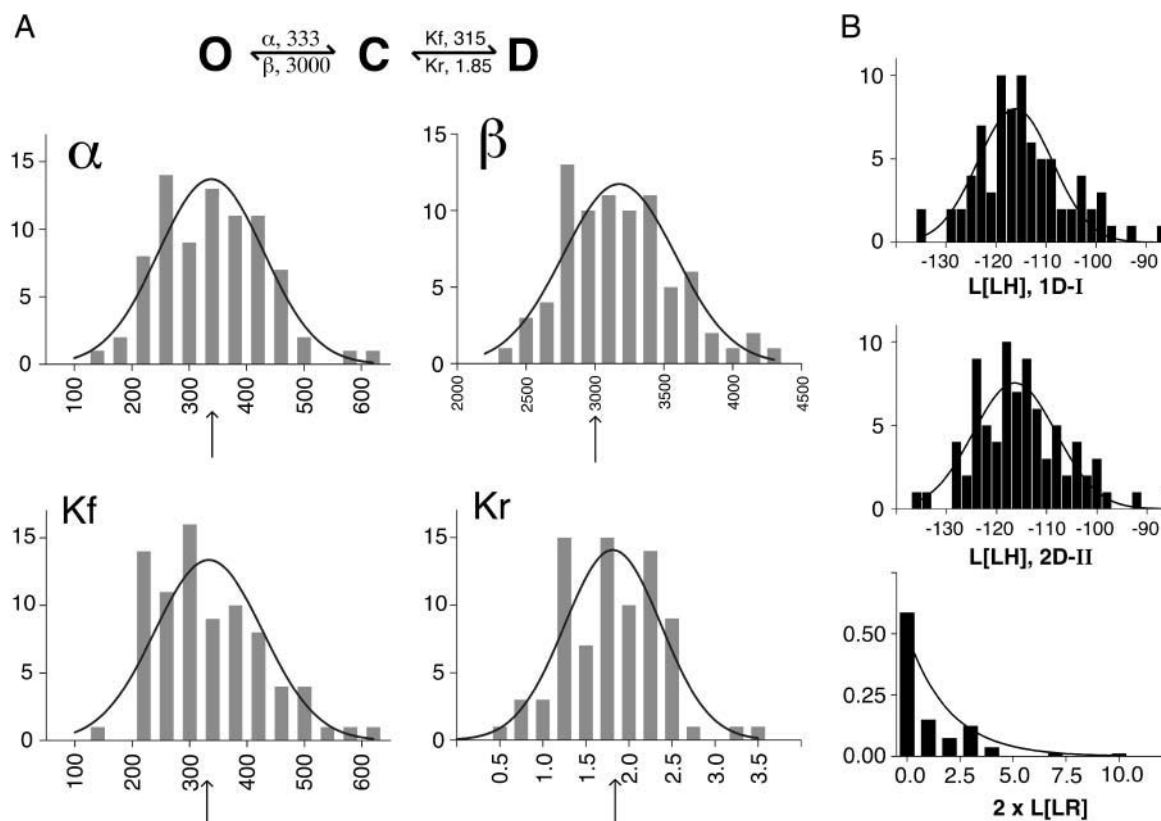 A
O α, 333 C Kf, 315 D
β, 3000 Kr, 1.85
α
15
10
5
0
100 200 300 400 500 600
β
15
10
5
0
2000 2500 3000 3500 4000 4500
Kf
15
10
5
0
100 200 300 400 500 600
Kr
15
10
5
0
0.5 1.0 1.5 2.0 2.5 3.0 3.5
B
10
5
0
-130 -120 -110 -100 -90
L[LH], 1D-I
10
5
0
-130 -120 -110 -100 -90
L[LH], 2D-II
0.50
0.25
0.00
0.0 2.5 5.0 7.5 10.0
2 x L[LR]